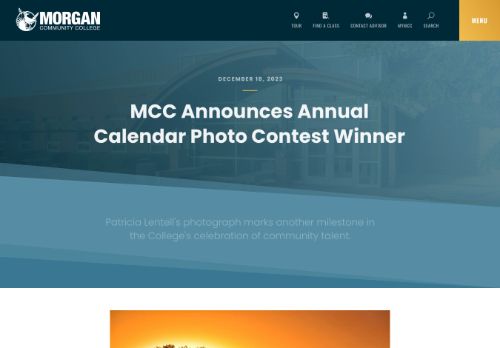 MORGAN
COMMUNITY COLLEGE
TOUR
FIND A CLASS
CONTACT ADVISOR
MYMCC
SEARCH
MENU
DECEMBER 18, 2023
MCC Announces Annual
Calendar Photo Contest Winner
Patricia Lentell's photograph marks another milestone in
the College's celebration of community talent.